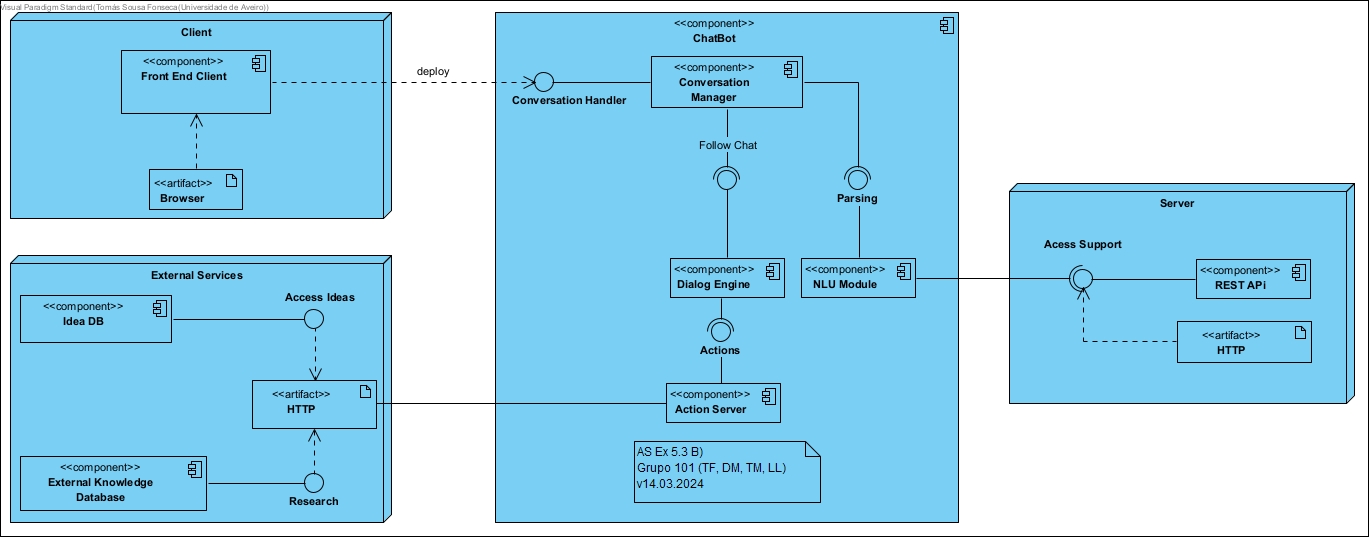 Visual Paradigm Standard(Tomás Sousa Fonseca(Universidade de Aveiro))
Client
<<component>>
Front End Client
<<artifact>>
Browser
deploy
<<component>>
ChatBot
<<component>>
Conversation
Manager
Conversation Handler
Follow Chat
Parsing
<<component>>
Dialog Engine
<<component>>
NLU Module
Actions
<<component>>
Action Server
AS Ex 5.3 B)
Grupo 101 (TF, DM, TM, LL)
v14.03.2024
External Services
<<component>>
Idea DB
Access Ideas
<<artifact>>
HTTP
<<component>>
External Knowledge
Database
Research
Server
Acess Support
<<component>>
REST APi
<<artifact>>
HTTP